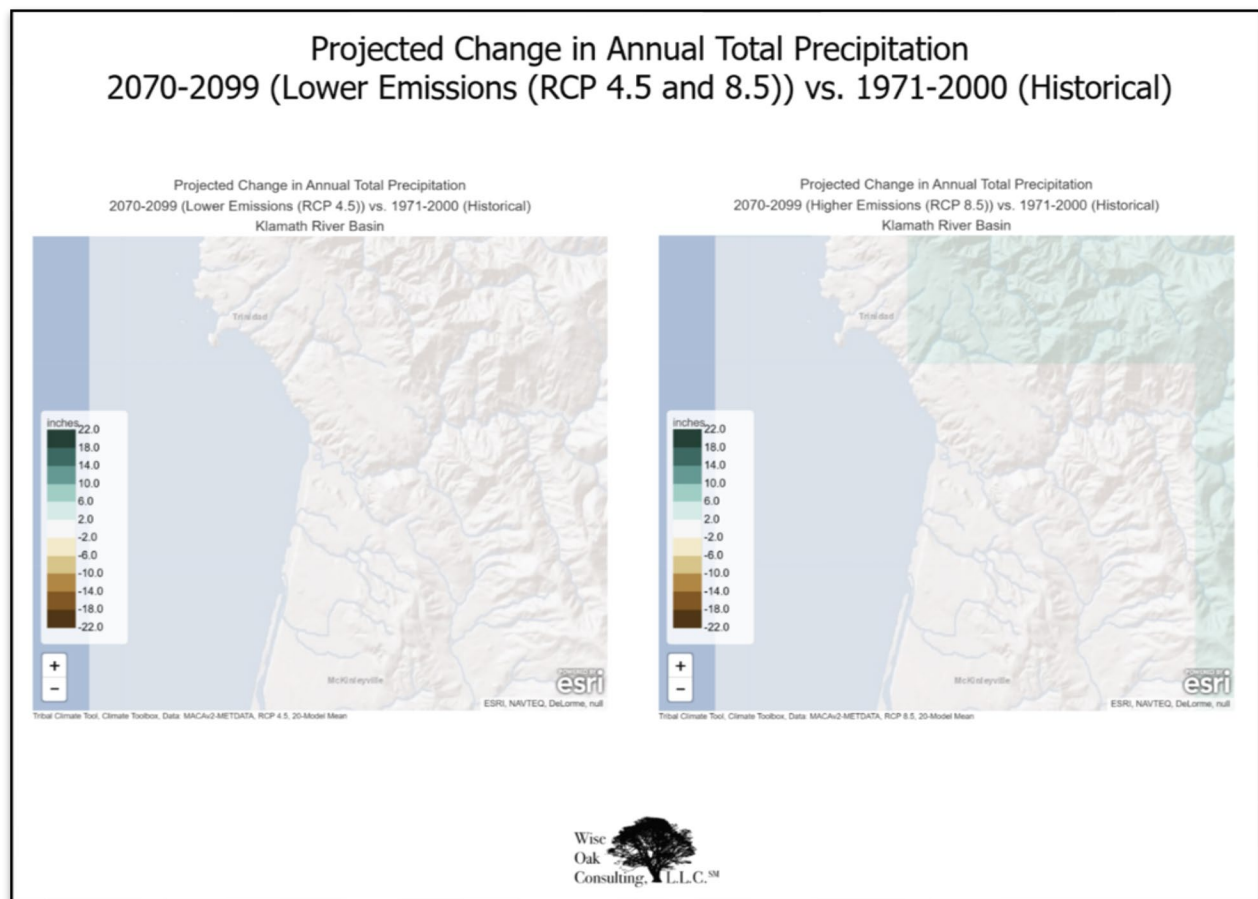 Projected Change in Annual Total Precipitation
2070-2099 (Lower Emissions (RCP 4.5 and 8.5)) vs. 1971-2000 (Historical)
Projected Change in Annual Total Precipitation
2070-2099 (Lower Emissions (RCP 4.5)) vs. 1971-2000 (Historical)
Klamath River Basin
Trinidad
inches
22.0
18.0
14.0
10.0
6.0
2.0
-2.0
-6.0
-10.0
-14.0
-18.0
-22.0
+
−
McKinleyville
POWERED BY
esri
ESRI, NAVTEQ, DeLorme, null
Tribal Climate Tool, Climate Toolbox, Data: MACAv2-METDATA, RCP 4.5, 20-Model Mean
Projected Change in Annual Total Precipitation
2070-2099 (Higher Emissions (RCP 8.5)) vs. 1971-2000 (Historical)
Klamath River Basin
Trinidad
inches
22.0
18.0
14.0
10.0
6.0
2.0
-2.0
-6.0
-10.0
-14.0
-18.0
-22.0
+
−
McKinleyville
POWERED BY
esri
ESRI, NAVTEQ, DeLorme, null
Tribal Climate Tool, Climate Toolbox, Data: MACAv2-METDATA, RCP 8.5, 20-Model Mean
Wise
Oak
Consulting, L.L.C.℠